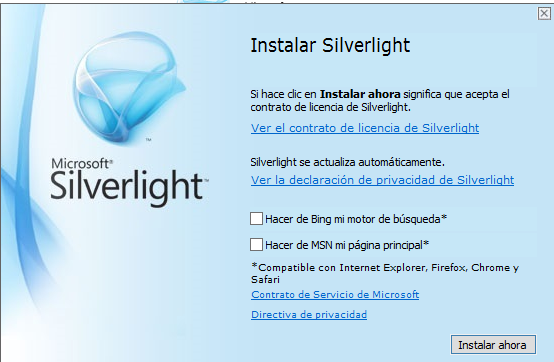 Instalar Silverlight
Si hace clic en Instalar ahora significa que acepta el
contrato de licencia de Silverlight.
Ver el contrato de licencia de Silverlight
Microsoft®
Silverlight™
Silverlight se actualiza automáticamente.
Ver la declaración de privacidad de Silverlight
Hacer de Bing mi motor de búsqueda*
Hacer de MSN mi página principal*
*Compatible con Internet Explorer, Firefox, Chrome y
Safari
Contrato de Servicio de Microsoft
Directiva de privacidad
Instalar ahora